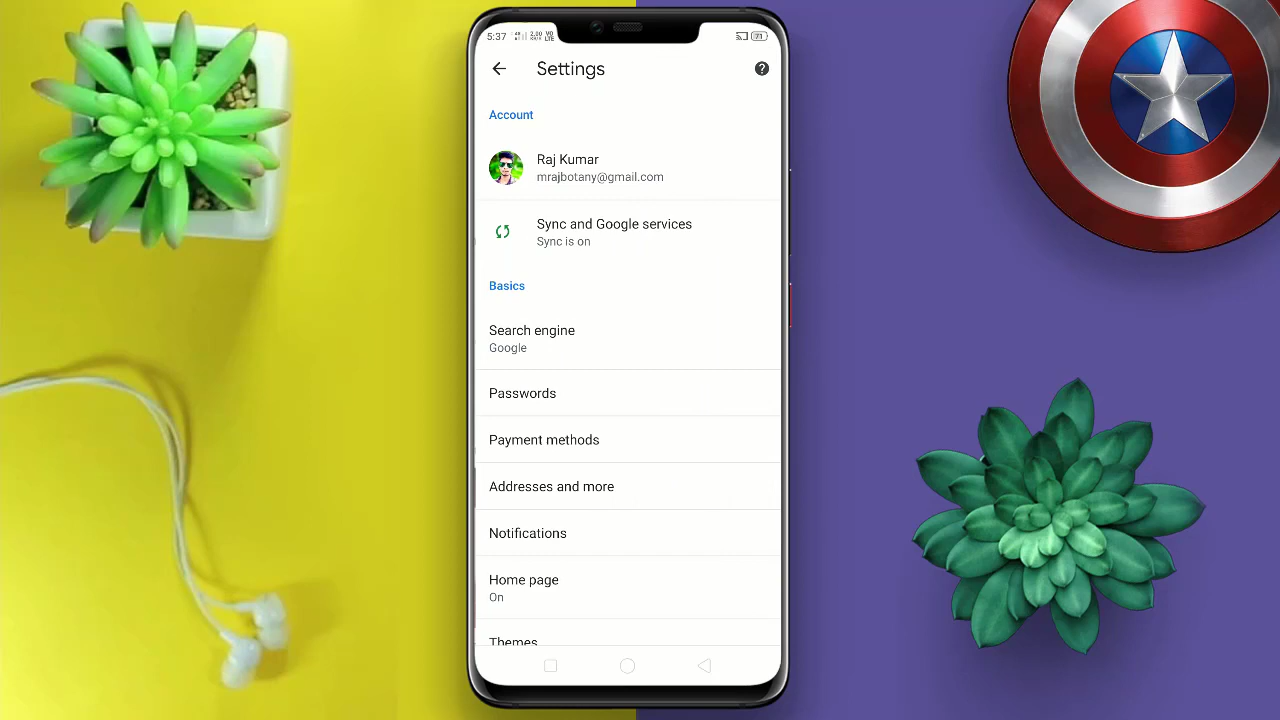 5:37
Settings
Account
Raj Kumar
mrajbotany@gmail.com
Sync and Google services
Sync is on
Basics
Search engine
Google
Passwords
Payment methods
Addresses and more
Notifications
Home page
On
Themes